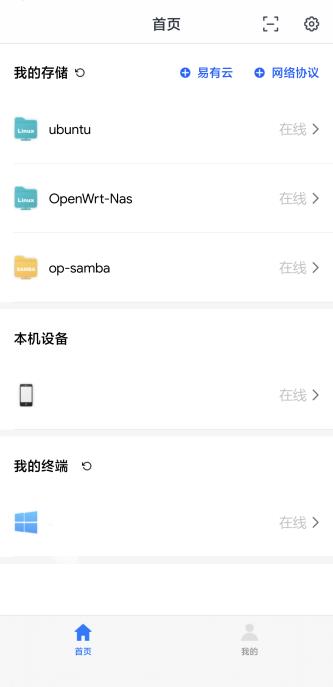 首页
我的存储 易有云 网络协议
Linux ubuntu 在线
Linux OpenWrt-Nas 在线
SAMBA op-samba 在线
本机设备
在线
我的终端
在线
首页 我的